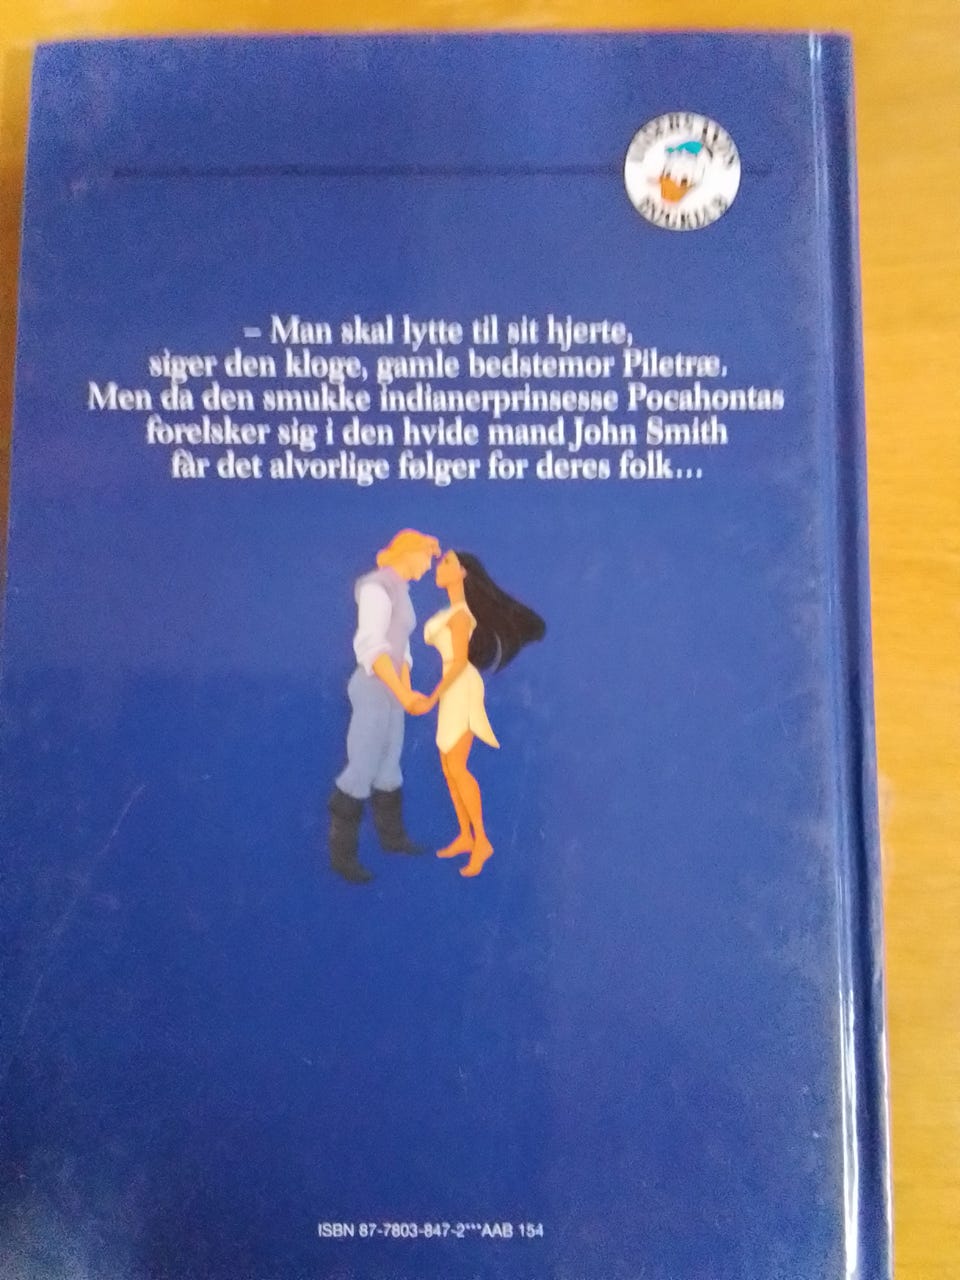 – Man skal lytte til sit hjerte,
siger den kloge, gamle bedstemor Piletræ.
Men da den smukke indianerprinsesse Pocahontas
forelsker sig i den hvide mand John Smith
får det alvorlige følger for deres folk...
ISBN 87-7803-847-2***AAB 154